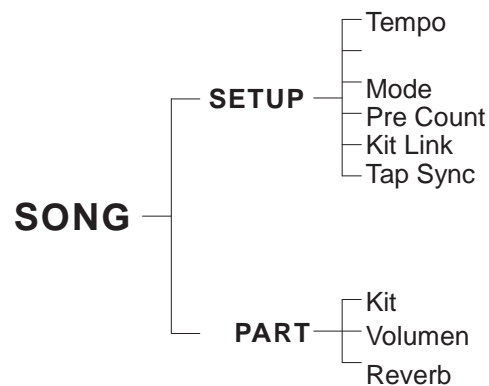 Tempo
Mode
SETUP
Pre Count
Kit Link
Tap Sync
SONG
Kit
PART
Volumen
Reverb